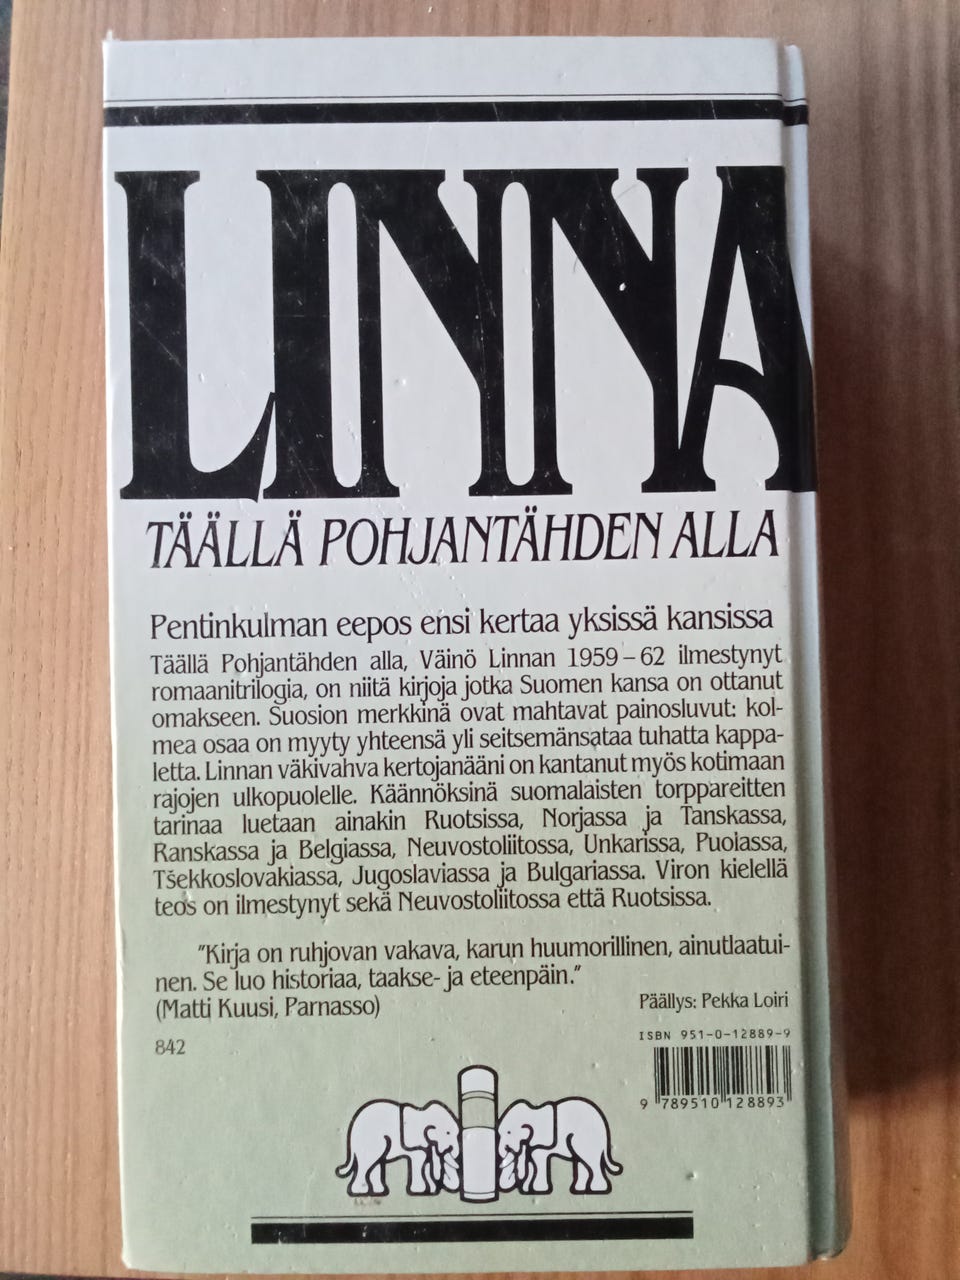 LINNA
TÄÄLLÄ POHJANTÄHDEN ALLA
Pentinkulman eepos ensi kertaa yksissä kansissa
Täällä Pohjantähden alla, Väinö Linnan 1959–62 ilmestynyt
romaanitrilogia, on niitä kirjoja jotka Suomen kansa on ottanut
omakseen. Suosion merkkinä ovat mahtavat painosluvut: kol-
mea osaa on myyty yhteensä yli seitsemänsataa tuhatta kappa-
letta. Linnan väkivahva kertojanääni on kantanut myös kotimaan
rajojen ulkopuolelle. Käännöksinä suomalaisten torppareitten
tarinaa luetaan ainakin Ruotsissa, Norjassa ja Tanskassa,
Ranskassa ja Belgiassa, Neuvostoliitossa, Unkarissa, Puolassa,
Tšekkoslovakiassa, Jugoslaviassa ja Bulgariassa. Viron kielellä
teos on ilmestynyt sekä Neuvostoliitossa että Ruotsissa.
"Kirja on ruhjovan vakava, karun huumorillinen, ainutlaatui-
nen. Se luo historiaa, taakse- ja eteenpäin."
(Matti Kuusi, Parnasso)
Päällys: Pekka Loiri
842
ISBN 951-0-12889-9
9 789510 128893